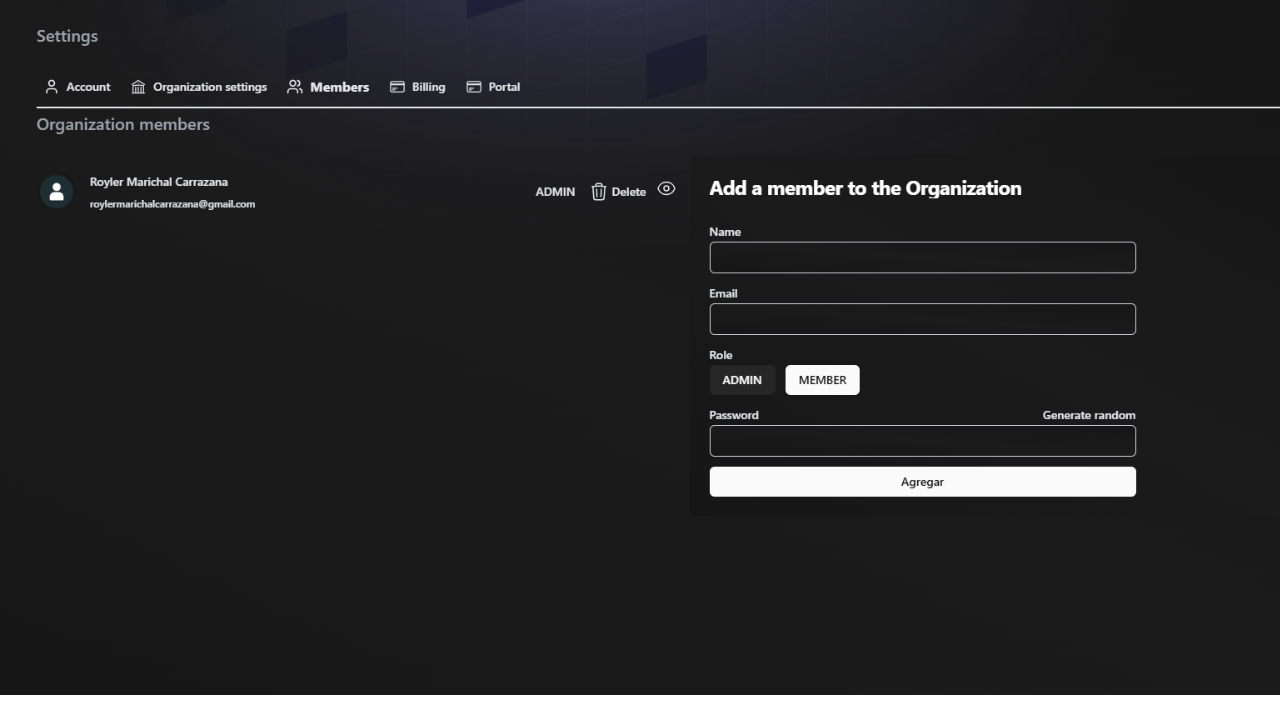 Settings
Account Organization settings Members Billing Portal
Organization members
Royler Marichal Carrazana
roylermarichalcarrazana@gmail.com
ADMIN Delete
Add a member to the Organization
Name
Email
Role
ADMIN MEMBER
Password Generate random
Agregar